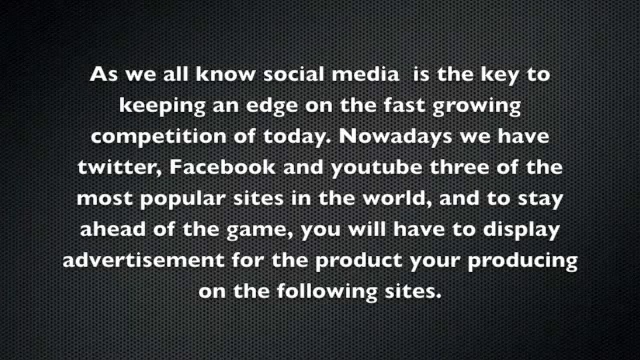 As we all know social media  is the key to
keeping an edge on the fast growing
competition of today. Nowadays we have
twitter, Facebook and youtube three of the
most popular sites in the world, and to stay
ahead of the game, you will have to display
advertisement for the product your producing
on the following sites.